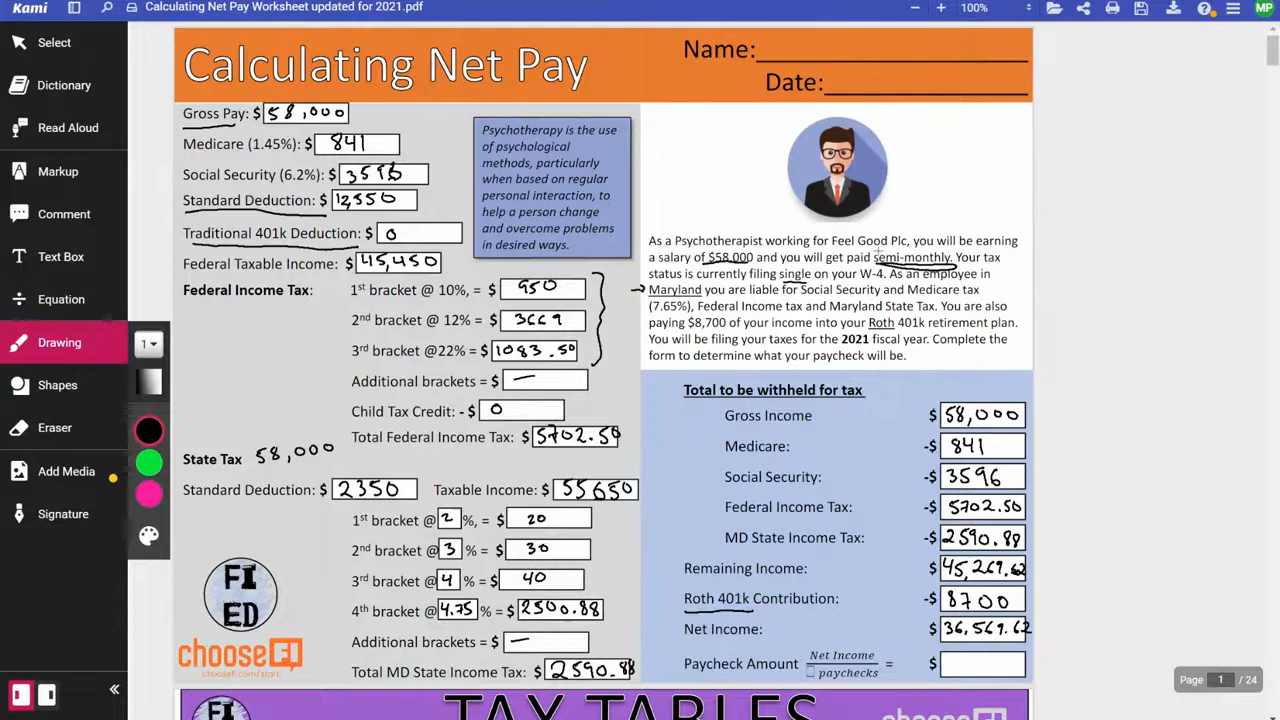 Kami
Calculating Net Pay Worksheet updated for 2021.pdf
100%
MP
Select
Dictionary
Read Aloud
Markup
Comment
Text Box
Equation
Drawing
1
Shapes
Eraser
Add Media
Signature
Calculating Net Pay
Name:
Date:
Gross Pay: $ 58,000
Medicare (1.45%): $ 841
Social Security (6.2%): $ 3596
Standard Deduction: $ 12,550
Traditional 401k Deduction: $ 0
Federal Taxable Income: $ 45,450
Federal Income Tax: 1st bracket @ 10%, = $ 950
2nd bracket @ 12% = $ 3669
3rd bracket @22% = $ 1083.50
Additional brackets = $ —
Child Tax Credit: - $ 0
Total Federal Income Tax: $ 5702.50
State Tax 58,000
Standard Deduction: $ 2350 Taxable Income: $ 55650
1st bracket @ 2 %, = $ 20
2nd bracket @ 3 % = $ 30
3rd bracket @ 4 % = $ 40
4th bracket @ 4.75 % = $ 2500.88
Additional brackets = $ —
Total MD State Income Tax: $ 2590.88
Psychotherapy is the use
of psychological
methods, particularly
when based on regular
personal interaction, to
help a person change
and overcome problems
in desired ways.
FI
ED
chooseFI
choosefi.com/start
As a Psychotherapist working for Feel Good Plc, you will be earning
a salary of $58,000 and you will get paid semi-monthly. Your tax
status is currently filing single on your W-4. As an employee in
Maryland you are liable for Social Security and Medicare tax
(7.65%), Federal Income tax and Maryland State Tax. You are also
paying $8,700 of your income into your Roth 401k retirement plan.
You will be filing your taxes for the 2021 fiscal year. Complete the
form to determine what your paycheck will be.
Total to be withheld for tax
Gross Income $ 58,000
Medicare: -$ 841
Social Security: -$ 3596
Federal Income Tax: -$ 5702.50
MD State Income Tax: -$ 2590.88
Remaining Income: $ 45,269.62
Roth 401k Contribution: -$ 8700
Net Income: $ 36,569.62
Paycheck Amount Net Income / □ paychecks = $
Page 1 / 24
TAX TABLES
FI
chooseFI